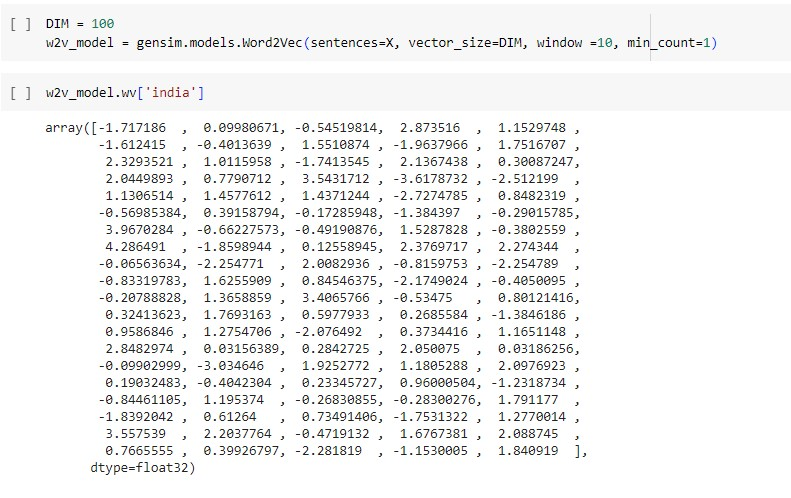 [ ] DIM = 100
w2v_model = gensim.models.Word2Vec(sentences=X, vector_size=DIM, window =10, min_count=1)
[ ] w2v_model.wv['india']
array([-1.717186  ,  0.09980671, -0.54519814,  2.873516  ,  1.1529748 ,
-1.612415  , -0.4013639 ,  1.5510874 , -1.9637966 ,  1.7516707 ,
2.3293521 ,  1.0115958 , -1.7413545 ,  2.1367438 ,  0.30087247,
2.0449893 ,  0.7790712 ,  3.5431712 , -3.6178732 , -2.512199  ,
1.1306514 ,  1.4577612 ,  1.4371244 , -2.7274785 ,  0.8482319 ,
-0.56985384,  0.39158794, -0.17285948, -1.384397  , -0.29015785,
3.9670284 , -0.66227573, -0.49190876,  1.5287828 , -0.3802559 ,
4.286491  , -1.8598944 ,  0.12558945,  2.3769717 ,  2.274344  ,
-0.06563634, -2.254771  ,  2.0082936 , -0.8159753 , -2.254789  ,
-0.83319783,  1.6255909 ,  0.84546375, -2.1749024 , -0.4050095 ,
-0.20788828,  1.3658859 ,  3.4065766 , -0.53475   ,  0.80121416,
0.32413623,  1.7693163 ,  0.5977933 ,  0.2685584 , -1.3846186 ,
0.9586846 ,  1.2754706 , -2.076492  ,  0.3734416 ,  1.1651148 ,
2.8482974 ,  0.03156389,  0.2842725 ,  2.050075  ,  0.03186256,
-0.09902999, -3.034646  ,  1.9252772 ,  1.1805288 ,  2.0976923 ,
0.19032483, -0.4042304 ,  0.23345727,  0.96000504, -1.2318734 ,
-0.84461105,  1.195374  , -0.26830855, -0.28300276,  1.791177  ,
-1.8392042 ,  0.61264   ,  0.73491406, -1.7531322 ,  1.2770014 ,
3.557539  ,  2.2037764 , -0.4719132 ,  1.6767381 ,  2.088745  ,
0.7665555 ,  0.39926797, -2.281819  , -1.1530005 ,  1.840919  ],
dtype=float32)